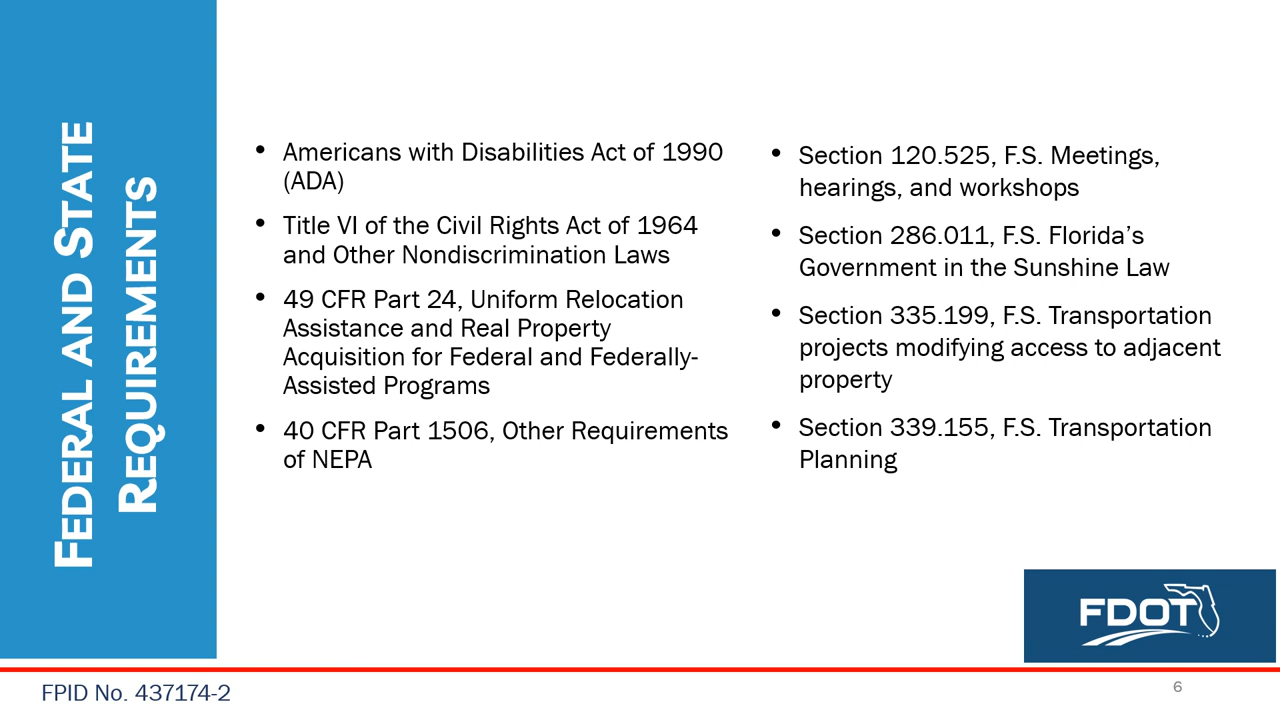 FEDERAL AND STATE
REQUIREMENTS
• Americans with Disabilities Act of 1990
(ADA)
• Title VI of the Civil Rights Act of 1964
and Other Nondiscrimination Laws
• 49 CFR Part 24, Uniform Relocation
Assistance and Real Property
Acquisition for Federal and Federally-
Assisted Programs
• 40 CFR Part 1506, Other Requirements
of NEPA
• Section 120.525, F.S. Meetings,
hearings, and workshops
• Section 286.011, F.S. Florida’s
Government in the Sunshine Law
• Section 335.199, F.S. Transportation
projects modifying access to adjacent
property
• Section 339.155, F.S. Transportation
Planning
FDOT
FPID No. 437174-2
6